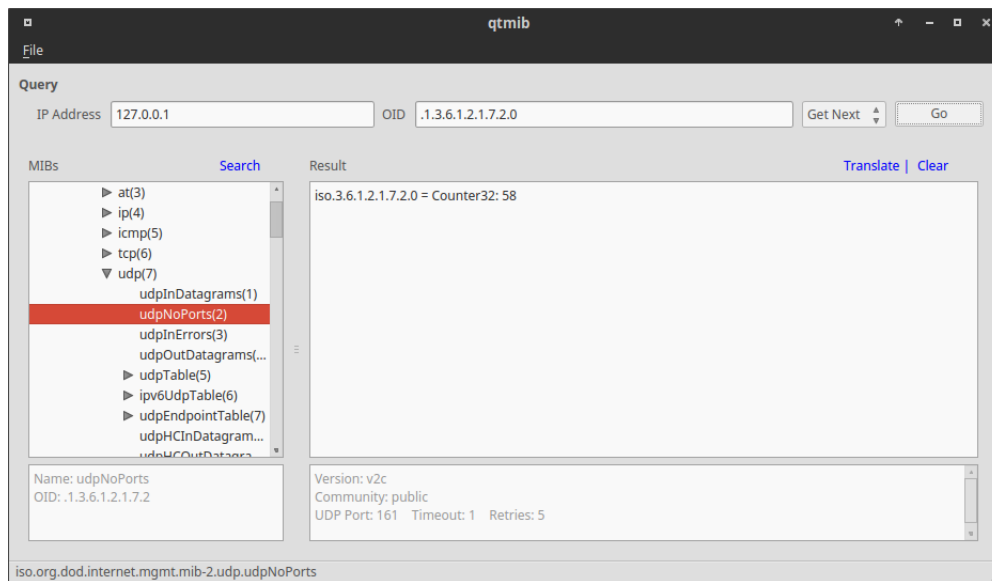 qtmib
File
Query
IP Address 127.0.0.1 OID .1.3.6.1.2.1.7.2.0 Get Next Go
MIBs Search Result Translate | Clear
at(3)
ip(4)
icmp(5)
tcp(6)
udp(7)
udpInDatagrams(1)
udpNoPorts(2)
udpInErrors(3)
udpOutDatagrams(...
udpTable(5)
ipv6UdpTable(6)
udpEndpointTable(7)
udpHCInDatagram...
udpHCOutDatagra...
iso.3.6.1.2.1.7.2.0 = Counter32: 58
Name: udpNoPorts
OID: .1.3.6.1.2.1.7.2
Version: v2c
Community: public
UDP Port: 161 Timeout: 1 Retries: 5
iso.org.dod.internet.mgmt.mib-2.udp.udpNoPorts